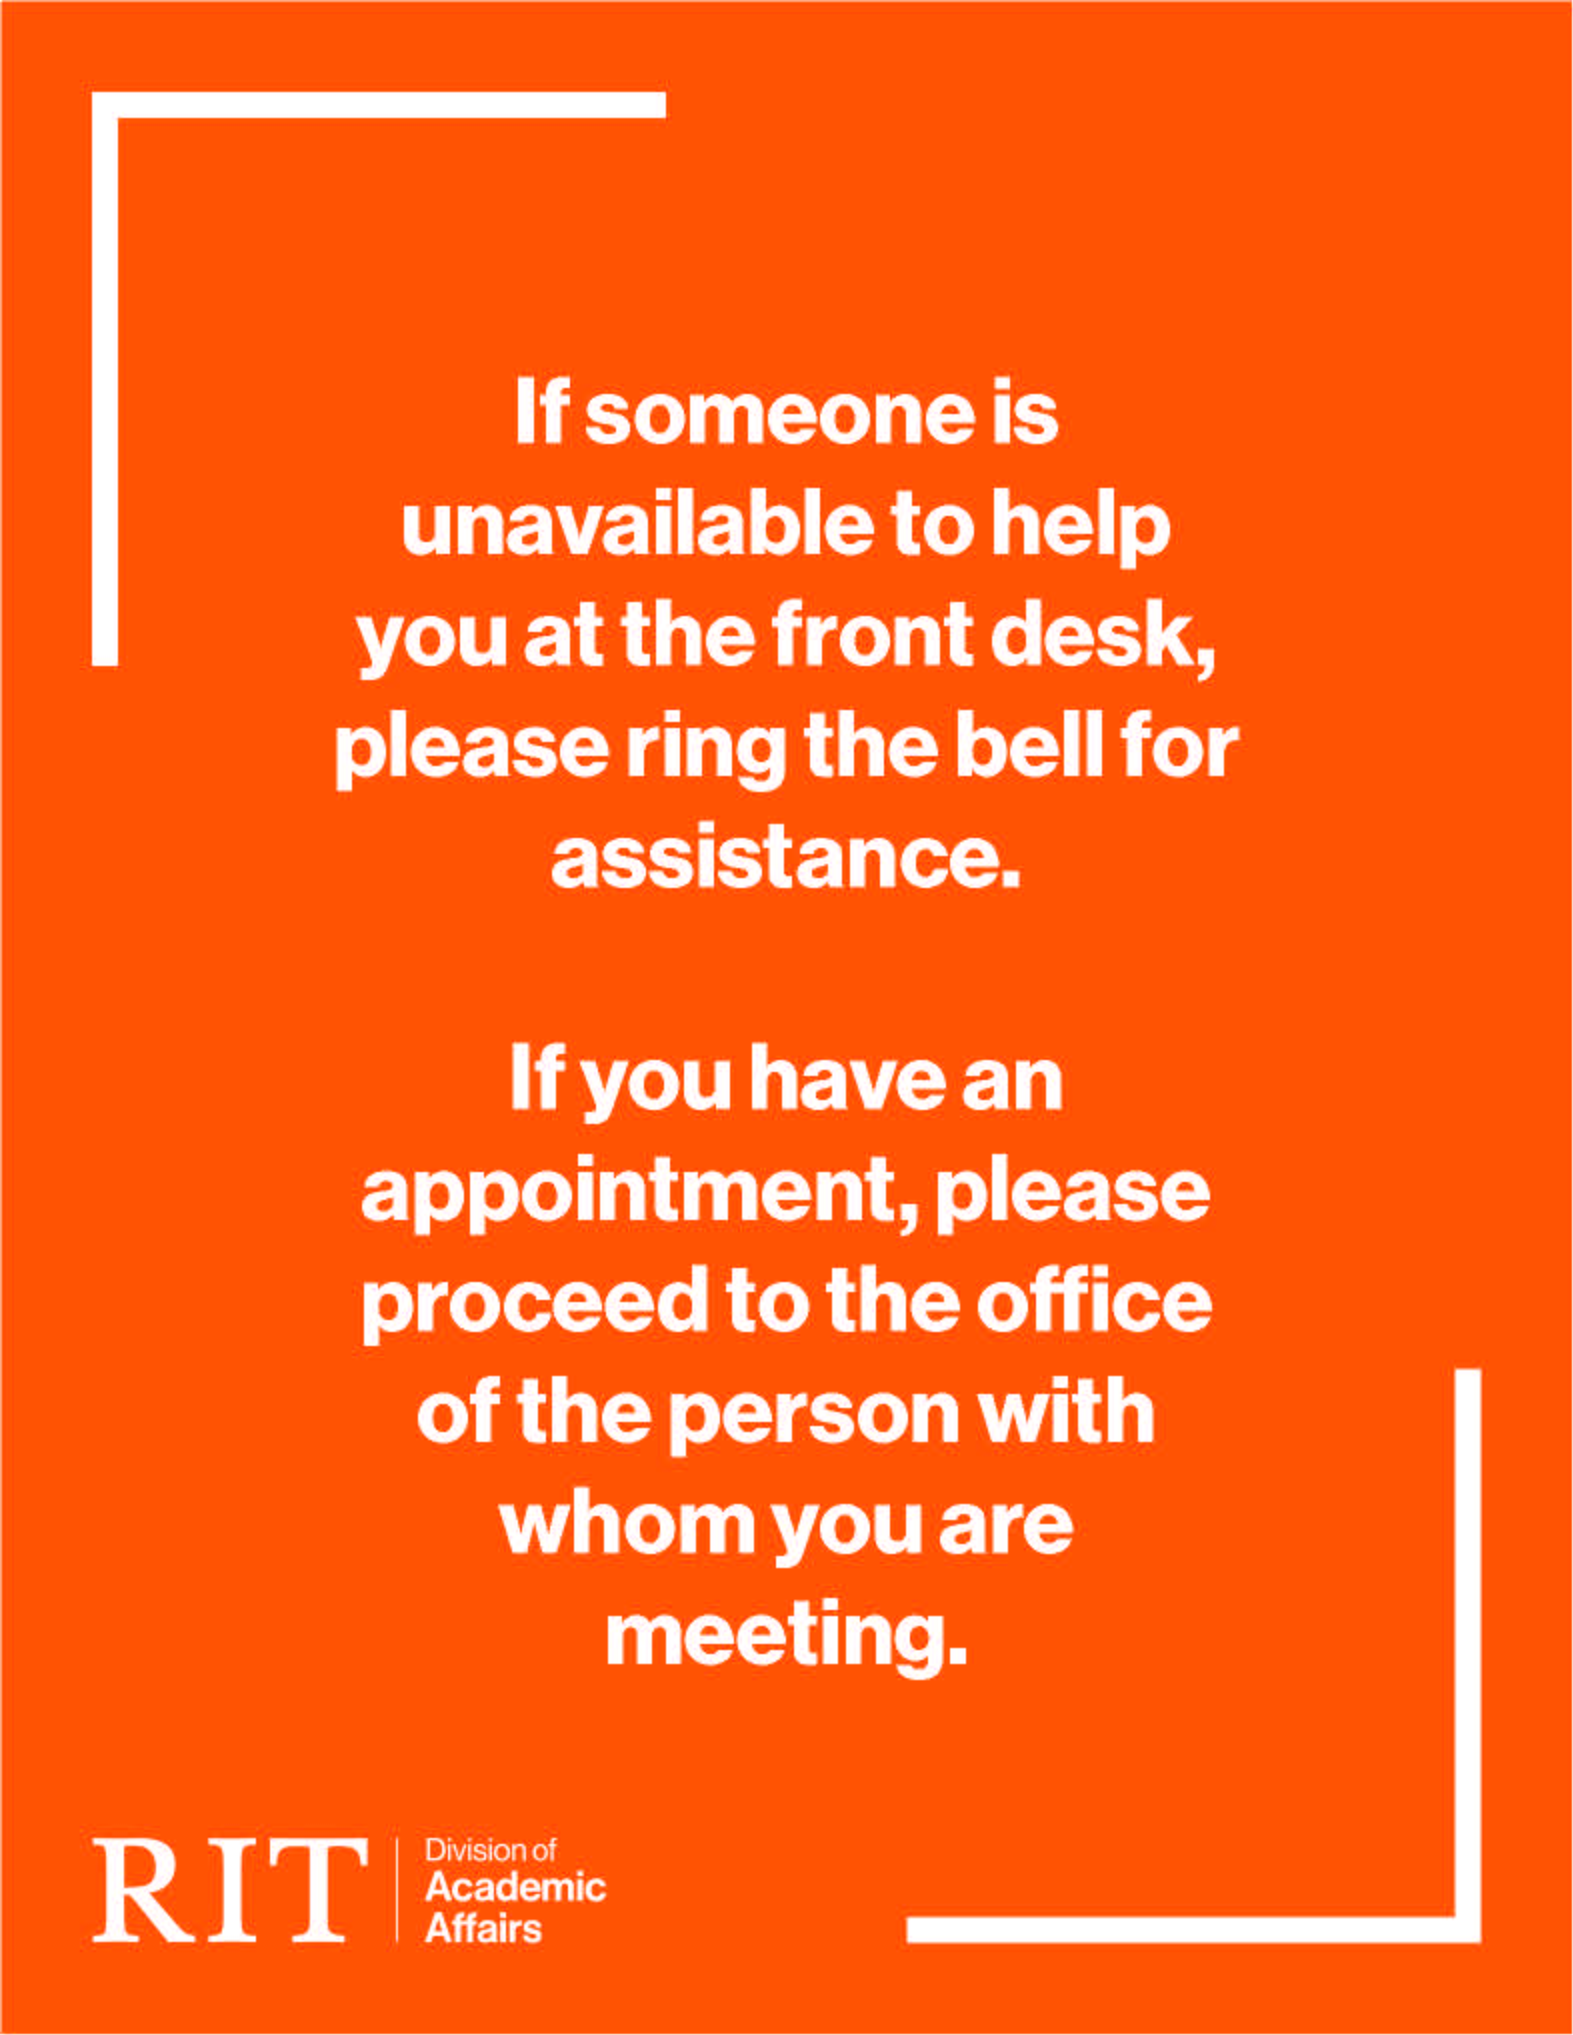 If someone is
unavailable to help
you at the front desk,
please ring the bell for
assistance.
If you have an
appointment, please
proceed to the office
of the person with
whom you are
meeting.
RIT
Division of
Academic
Affairs